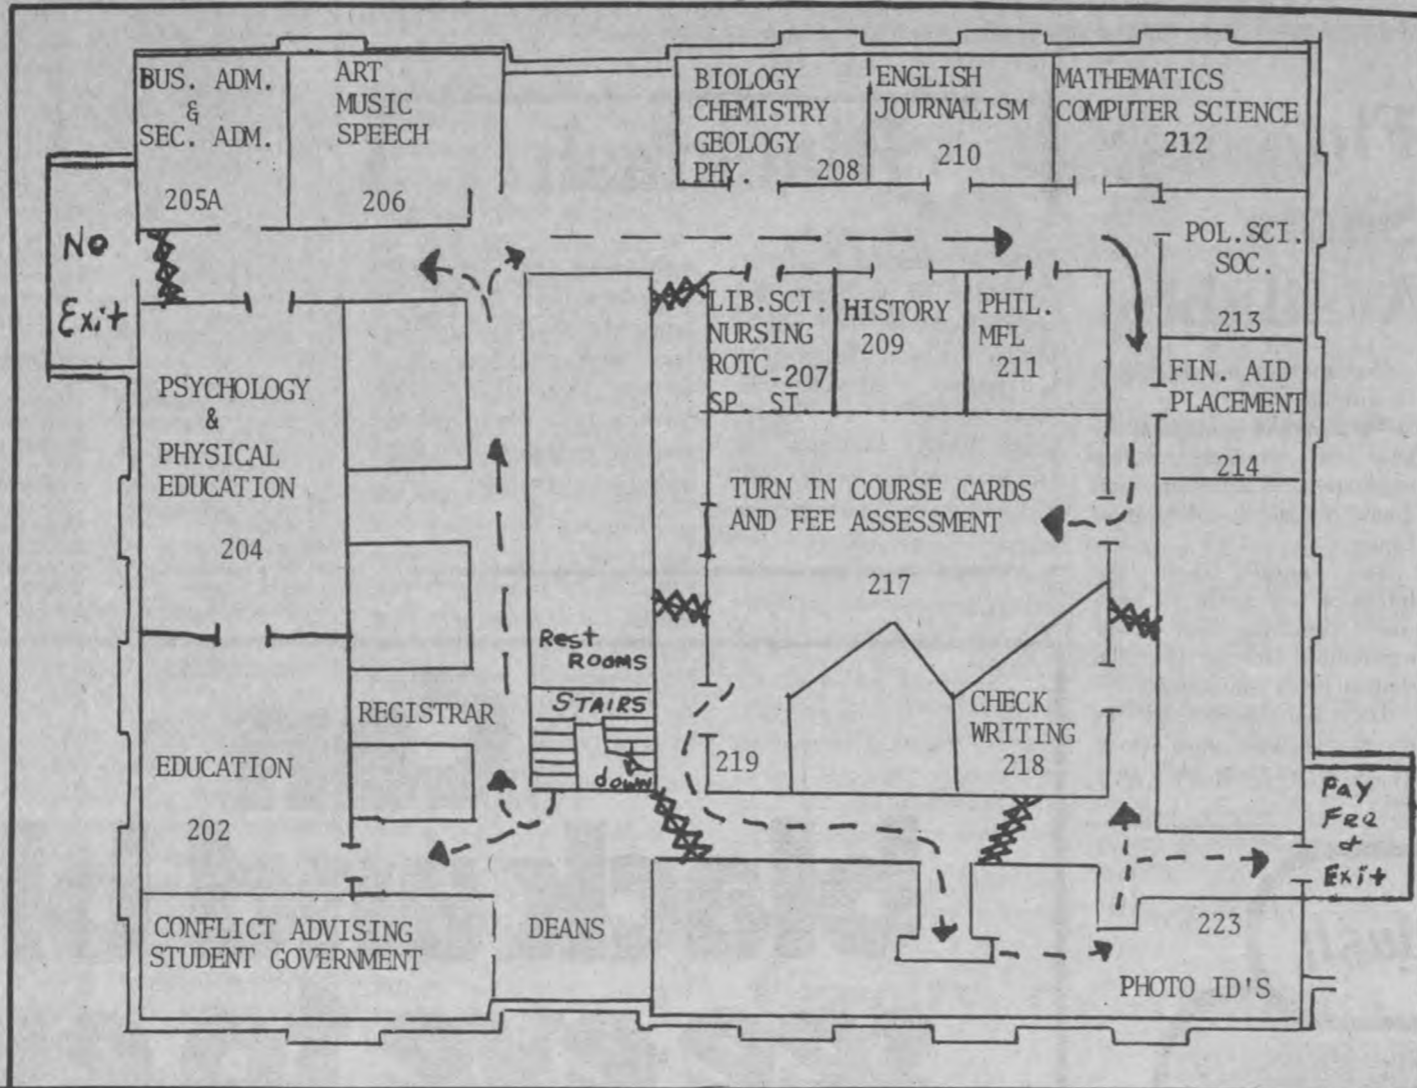 BUS. ADM.
&
SEC. ADM.
205A
ART
MUSIC
SPEECH
206
BIOLOGY
CHEMISTRY
GEOLOGY
PHY. 208
ENGLISH
JOURNALISM
210
MATHEMATICS
COMPUTER SCIENCE
212
No
Exit
POL.SCI.
SOC.
213
LIB.SCI.
NURSING
ROTC-207
SP. ST.
HISTORY
209
PHIL.
MFL
211
FIN. AID
PLACEMENT
214
PSYCHOLOGY
&
PHYSICAL
EDUCATION
204
TURN IN COURSE CARDS
AND FEE ASSESSMENT
217
Rest
ROOMS
STAIRS
down
REGISTRAR
EDUCATION
202
219
CHECK
WRITING
218
Pay
Fee
&
Exit
CONFLICT ADVISING
STUDENT GOVERNMENT
DEANS
223
PHOTO ID'S